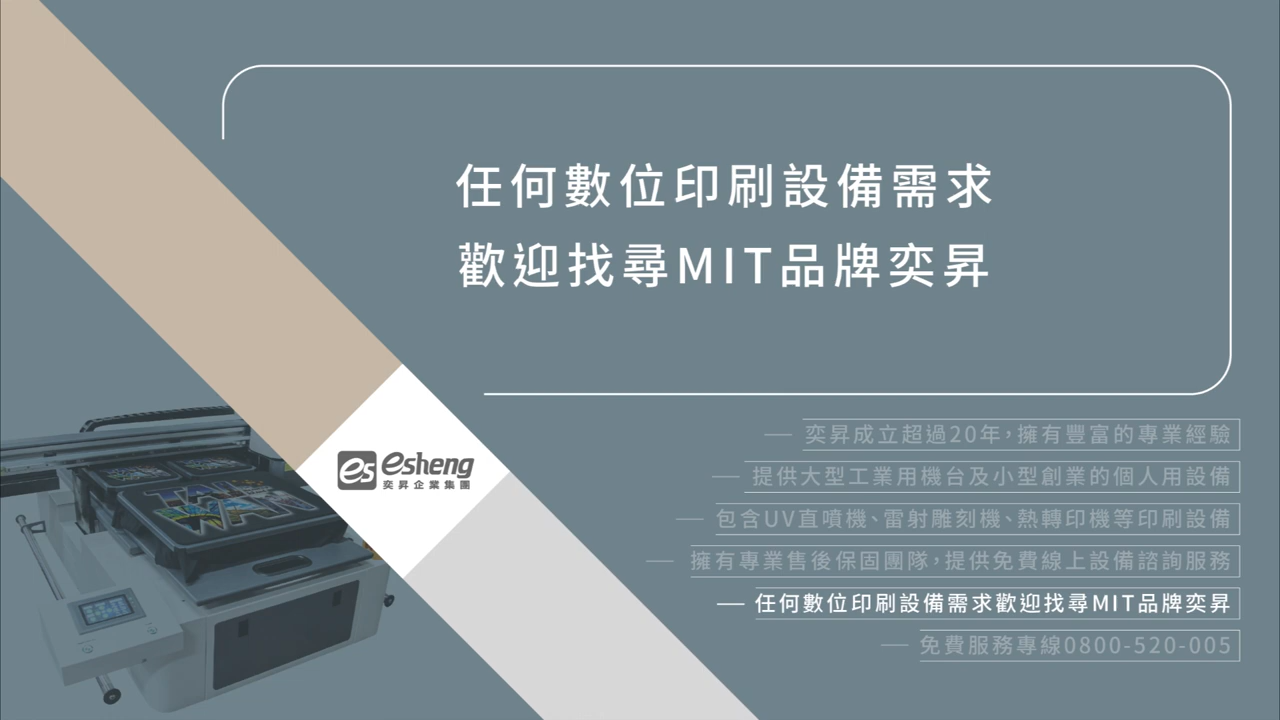 任何數位印刷設備需求
歡迎找尋MIT品牌奕昇
es esheng
奕昇企業集團
TAI
WAN
奕昇成立超過20年，擁有豐富的專業經驗
提供大型工業用機台及小型創業的個人用設備
包含UV直噴機、雷射雕刻機、熱轉印機等印刷設備
擁有專業售後保固團隊，提供免費線上設備諮詢服務
任何數位印刷設備需求歡迎找尋MIT品牌奕昇
免費服務專線0800-520-005